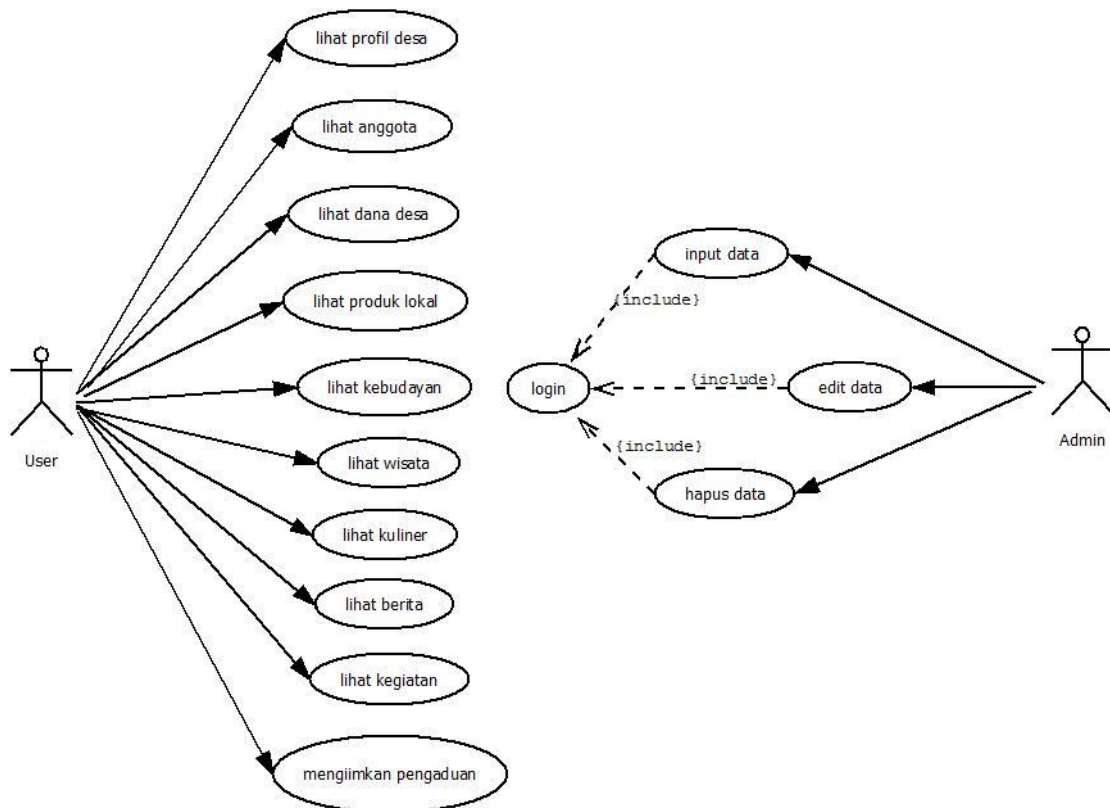 lihat profil desa
lihat anggota
lihat dana desa
lihat produk lokal
lihat kebudayan
lihat wisata
lihat kuliner
lihat berita
lihat kegiatan
mengiimkan pengaduan
User
input data
{include}
login
{include}
edit data
{include}
hapus data
Admin